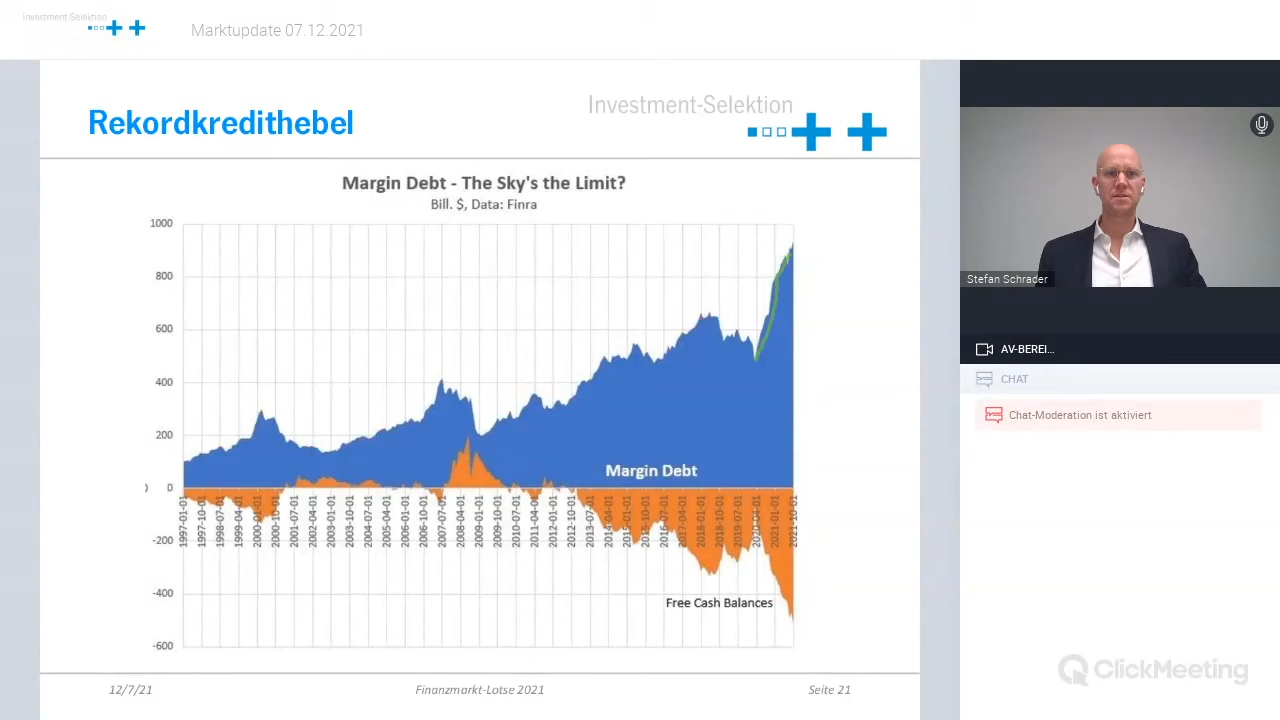 Investment-Selektion
Marktupdate 07.12.2021
Rekordkredithebel
Investment-Selektion
Margin Debt - The Sky's the Limit?
Bill. $, Data: Finra
1000
800
600
400
200
0
-200
-400
-600
Margin Debt
1997-01-01
1997-10-01
1998-07-01
1999-04-01
2000-01-01
2000-10-01
2001-07-01
2002-04-01
2003-01-01
2003-10-01
2004-07-01
2005-04-01
2006-01-01
2006-10-01
2007-07-01
2008-04-01
2009-01-01
2009-10-01
2010-07-01
2011-04-01
2012-01-01
2012-10-01
2013-07-01
2014-04-01
2015-01-01
2015-10-01
2016-07-01
2017-04-01
2018-01-01
2018-10-01
2019-07-01
2020-04-01
2021-01-01
2021-10-01
Free Cash Balances
12/7/21
Finanzmarkt-Lotse 2021
Seite 21
Stefan Schrader
AV-BEREI...
CHAT
Chat-Moderation ist aktiviert
ClickMeeting